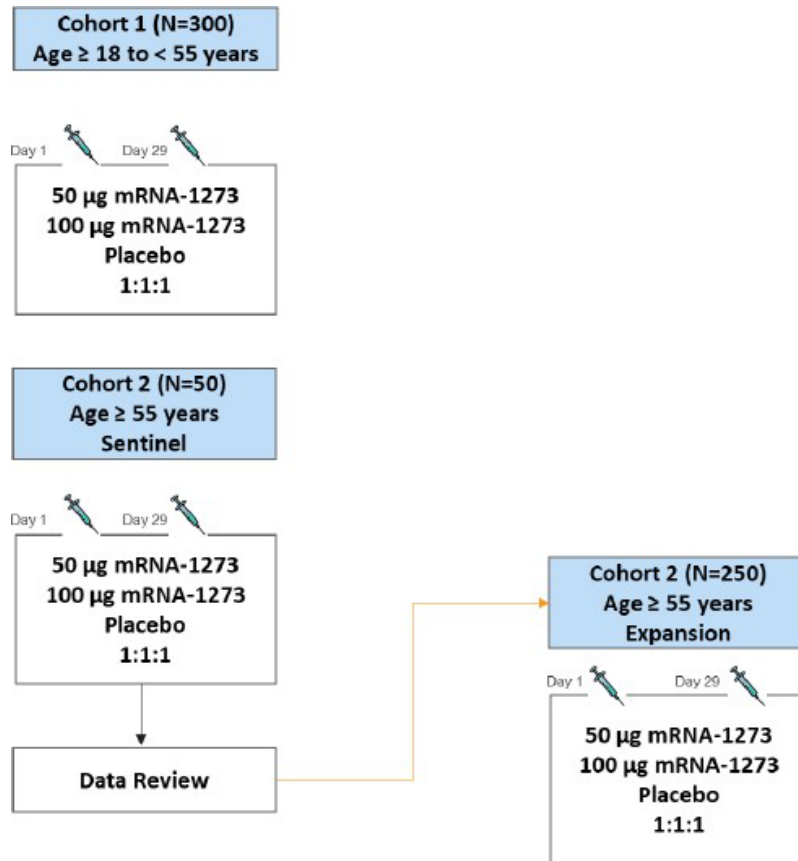 Cohort 1 (N=300)
Age ≥ 18 to < 55 years
Day 1
Day 29
50 µg mRNA-1273
100 µg mRNA-1273
Placebo
1:1:1
Cohort 2 (N=50)
Age ≥ 55 years
Sentinel
Day 1
Day 29
50 µg mRNA-1273
100 µg mRNA-1273
Placebo
1:1:1
Data Review
Cohort 2 (N=250)
Age ≥ 55 years
Expansion
Day 1
Day 29
50 µg mRNA-1273
100 µg mRNA-1273
Placebo
1:1:1